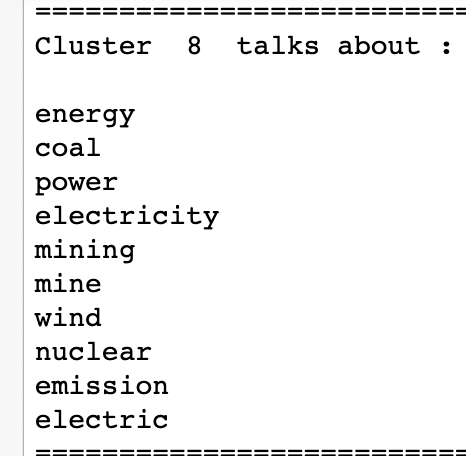 ===========================
Cluster  8  talks about :
energy
coal
power
electricity
mining
mine
wind
nuclear
emission
electric
===========================